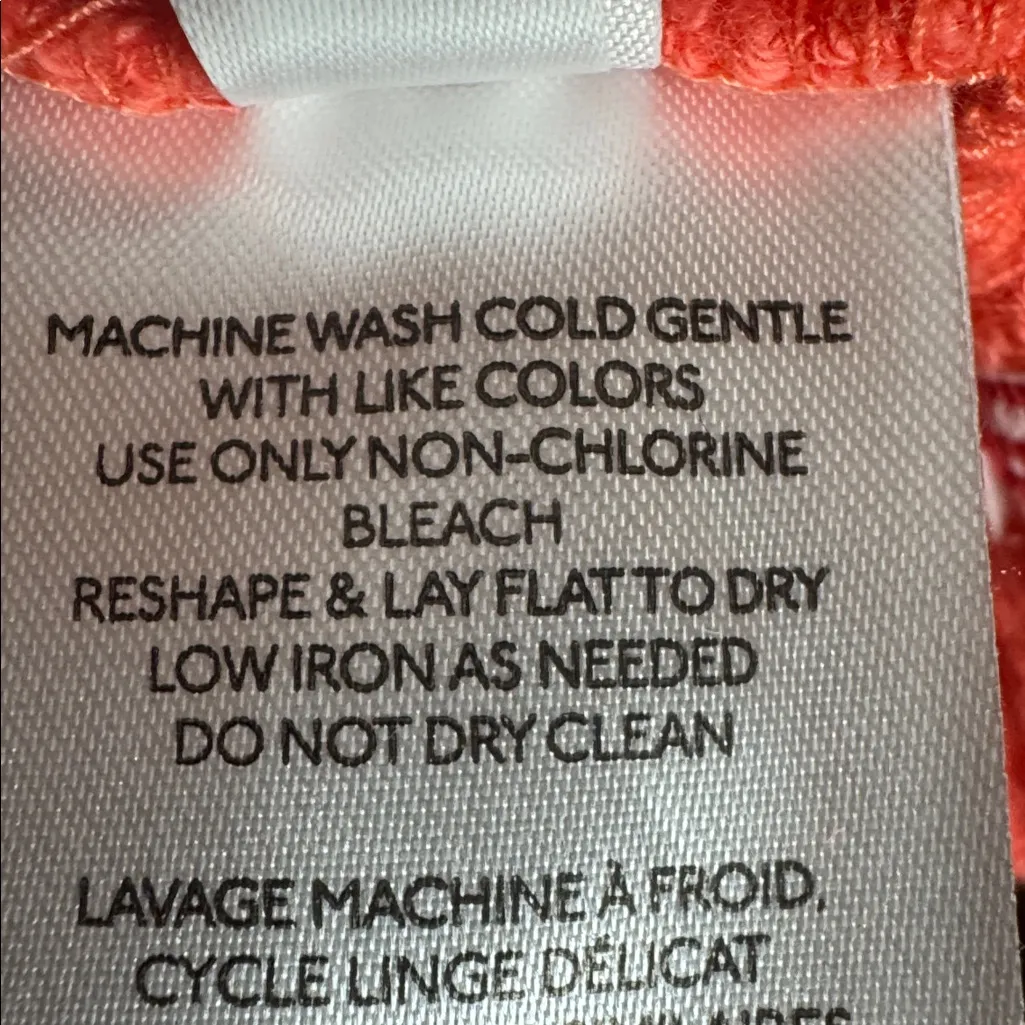 MACHINE WASH COLD GENTLE
WITH LIKE COLORS
USE ONLY NON-CHLORINE
BLEACH
RESHAPE & LAY FLAT TO DRY
LOW IRON AS NEEDED
DO NOT DRY CLEAN
LAVAGE MACHINE À FROID,
CYCLE LINGE DÉLICAT